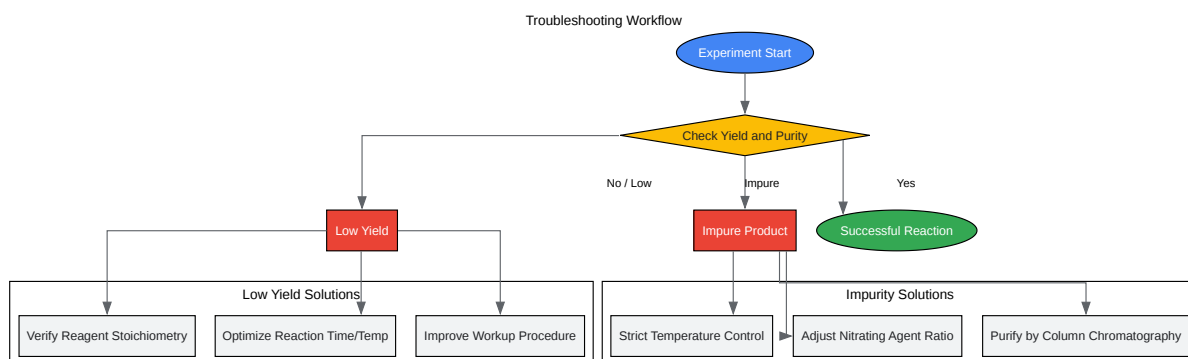 Troubleshooting Workflow
Experiment Start
Check Yield and Purity
No / Low
Impure
Yes
Low Yield
Impure Product
Successful Reaction
Low Yield Solutions
Impurity Solutions
Verify Reagent Stoichiometry
Optimize Reaction Time/Temp
Improve Workup Procedure
Strict Temperature Control
Adjust Nitrating Agent Ratio
Purify by Column Chromatography